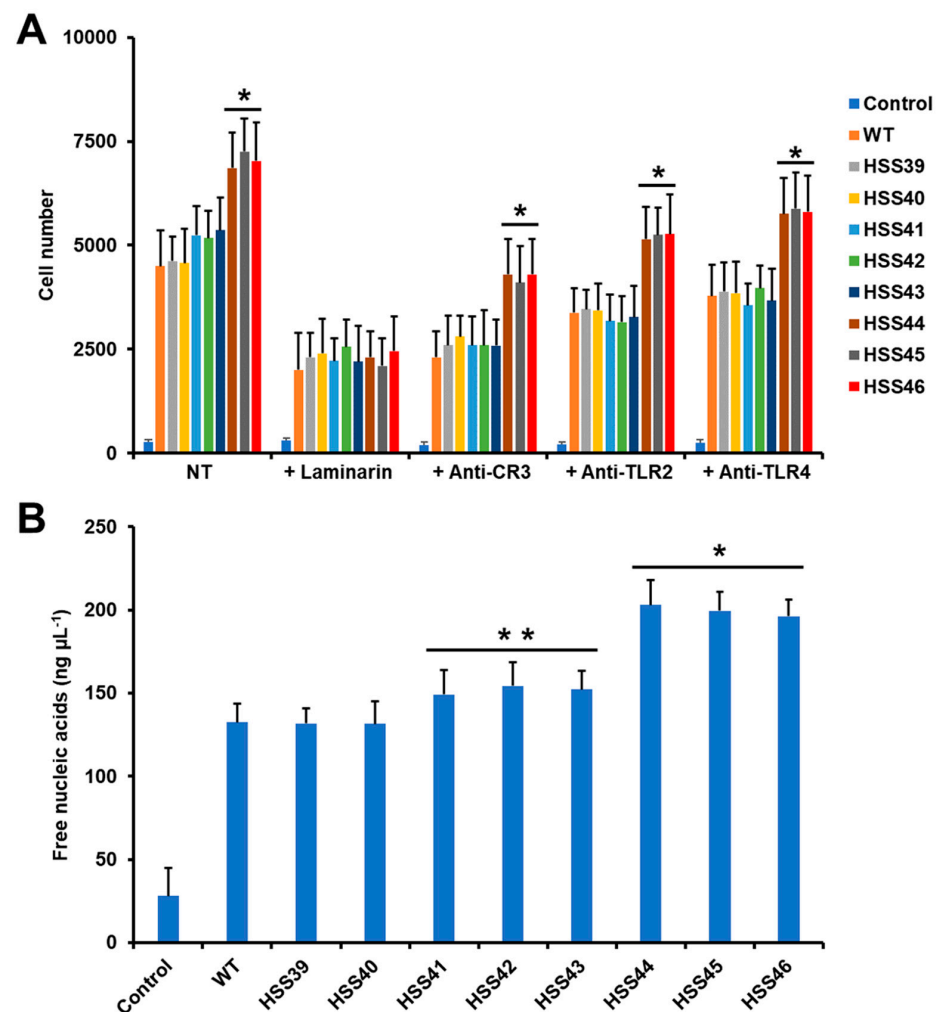 A
10000
7500
5000
2500
0
Cell number
*
*
*
*
NT
+ Laminarin
+ Anti-CR3
+ Anti-TLR2
+ Anti-TLR4
Control
WT
HSS39
HSS40
HSS41
HSS42
HSS43
HSS44
HSS45
HSS46
B
250
200
150
100
50
0
Free nucleic acids (ng µL-1)
* *
*
Control
WT
HSS39
HSS40
HSS41
HSS42
HSS43
HSS44
HSS45
HSS46